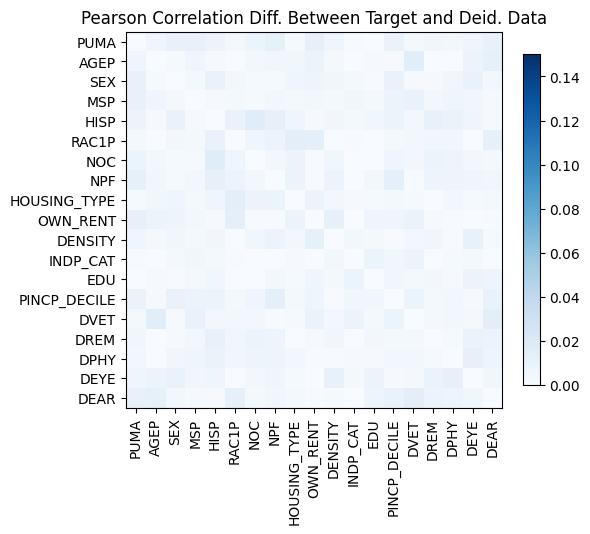 Pearson Correlation Diff. Between Target and Deid. Data
PUMA
AGEP
SEX
MSP
HISP
RAC1P
NOC
NPF
HOUSING_TYPE
OWN_RENT
DENSITY
INDP_CAT
EDU
PINCP_DECILE
DVET
DREM
DPHY
DEYE
DEAR
0.14
0.12
0.10
0.08
0.06
0.04
0.02
0.00
PUMA
AGEP
SEX
MSP
HISP
RAC1P
NOC
NPF
HOUSING_TYPE
OWN_RENT
DENSITY
INDP_CAT
EDU
PINCP_DECILE
DVET
DREM
DPHY
DEYE
DEAR